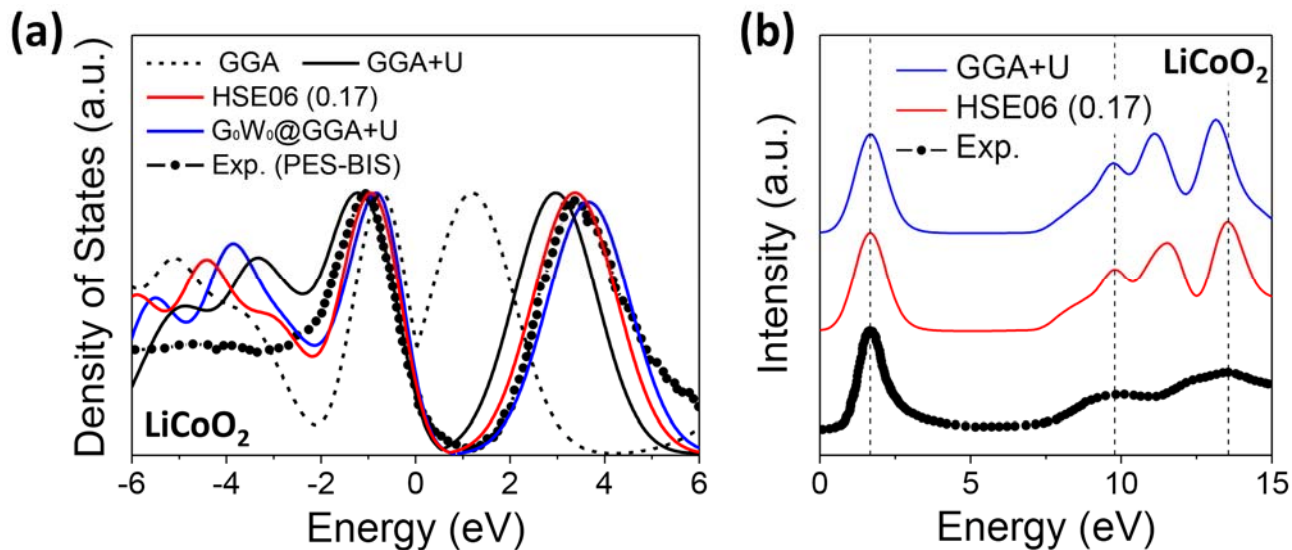 (a)
Density of States (a.u.)
GGA GGA+U
HSE06 (0.17)
G₀W₀@GGA+U
Exp. (PES-BIS)
LiCoO₂
-6 -4 -2 0 2 4 6
Energy (eV)
(b)
Intensity (a.u.)
GGA+U LiCoO₂
HSE06 (0.17)
Exp.
0 5 10 15
Energy (eV)